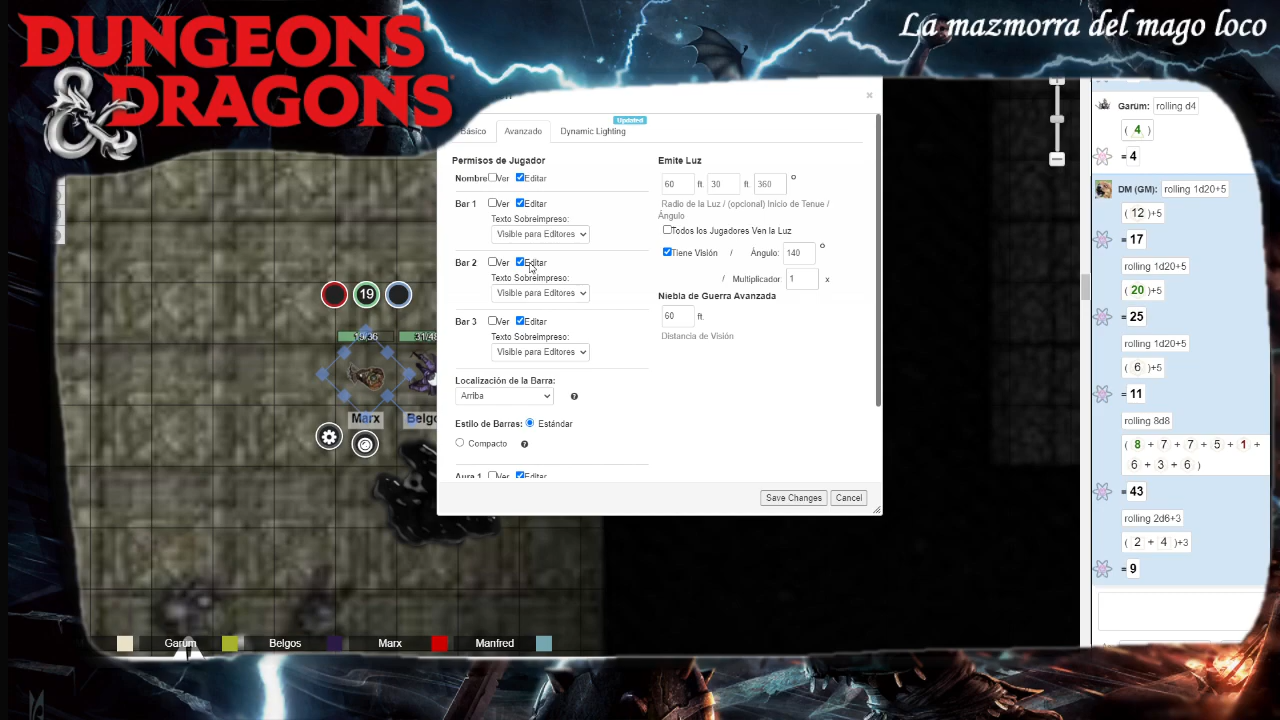 DUNGEONS
& DRAGONS
La mazmorra del mago loco
×
Básico
Avanzado
Dynamic Lighting
Updated
Permisos de Jugador
Nombre Ver Editar
Bar 1 Ver Editar
Texto Sobreimpreso:
Visible para Editores
Bar 2 Ver Editar
Texto Sobreimpreso:
Visible para Editores
Bar 3 Ver Editar
Texto Sobreimpreso:
Visible para Editores
Localización de la Barra:
Arriba
Estilo de Barras: Estándar
Compacto
Aura 1 Ver Editar
Emite Luz
60 ft. 30 ft. 360 °
Radio de la Luz / (opcional) Inicio de Tenue /
Ángulo
Todos los Jugadores Ven la Luz
Tiene Visión / Ángulo: 140 °
/ Multiplicador: 1 x
Niebla de Guerra Avanzada
60 ft.
Distancia de Visión
Save Changes Cancel
19
19/36
31/48
Marx
Belgo
Garum Belgos Marx Manfred
Garum: rolling d4
( 4 )
= 4
DM (GM): rolling 1d20+5
( 12 )+5
= 17
rolling 1d20+5
( 20 )+5
= 25
rolling 1d20+5
( 6 )+5
= 11
rolling 8d8
( 8 + 7 + 7 + 5 + 1 +
6 + 3 + 6 )
= 43
rolling 2d6+3
( 2 + 4 )+3
= 9